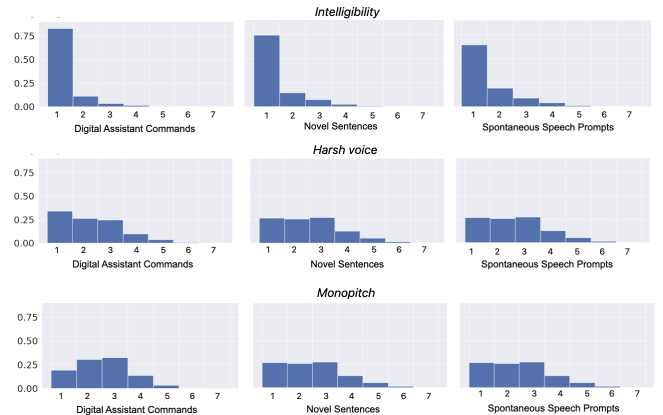 Intelligibility
0.75
0.50
0.25
0.00
1 2 3 4 5 6 7
1 2 3 4 5 6 7
1 2 3 4 5 6 7
Digital Assistant Commands
Novel Sentences
Spontaneous Speech Prompts
Harsh voice
0.75
0.50
0.25
0.00
1 2 3 4 5 6 7
1 2 3 4 5 6 7
1 2 3 4 5 6 7
Digital Assistant Commands
Novel Sentences
Spontaneous Speech Prompts
Monopitch
0.75
0.50
0.25
0.00
1 2 3 4 5 6 7
1 2 3 4 5 6 7
1 2 3 4 5 6 7
Digital Assistant Commands
Novel Sentences
Spontaneous Speech Prompts